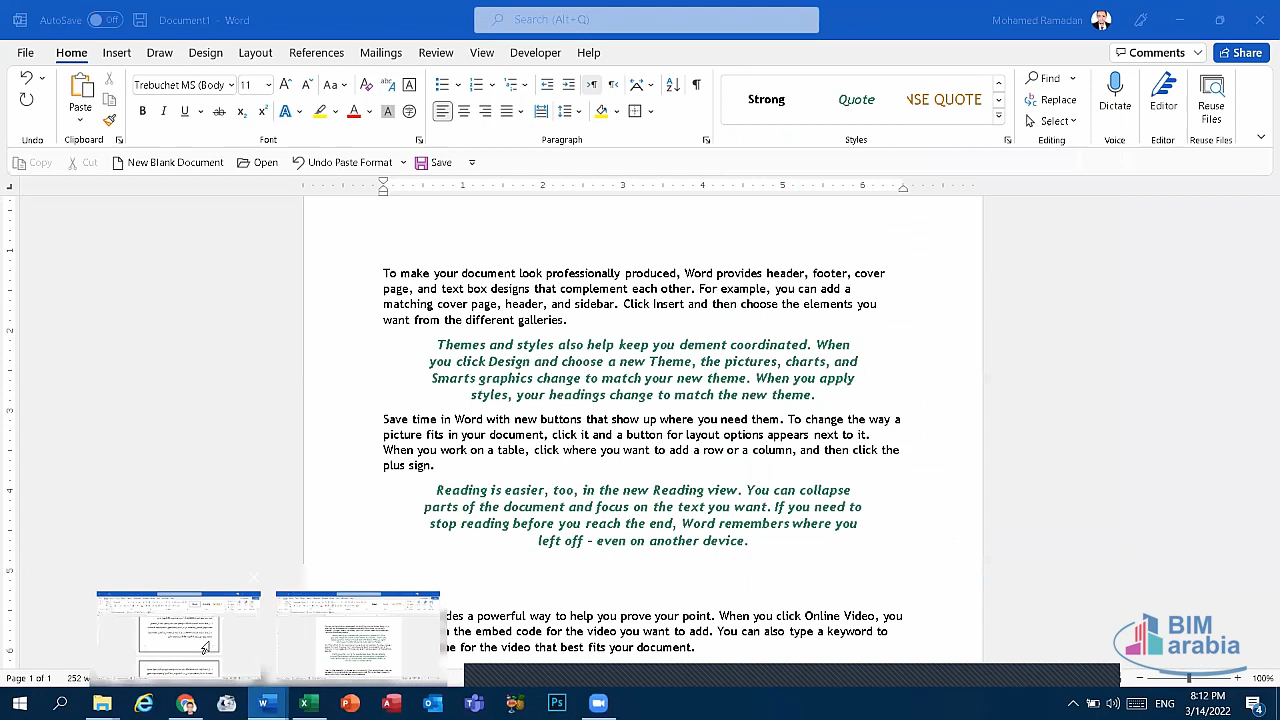 AutoSave Off Document1 - Word Search (Alt+Q) Mohamed Ramadan
File Home Insert Draw Design Layout References Mailings Review View Developer Help Comments Share
Trebuchet MS (Body 11 Strong Quote NSE QUOTE Find
Paste Replace Dictate Editor Reuse Files
Select
Undo Clipboard Font Paragraph Styles Editing Voice Editor Reuse Files
Copy Cut New Blank Document Open Undo Paste Format Save
1 2 3 4 5 6
To make your document look professionally produced, Word provides header, footer, cover
page, and text box designs that complement each other. For example, you can add a
matching cover page, header, and sidebar. Click Insert and then choose the elements you
want from the different galleries.
Themes and styles also help keep you dement coordinated. When
you click Design and choose a new Theme, the pictures, charts, and
Smarts graphics change to match your new theme. When you apply
styles, your headings change to match the new theme.
Save time in Word with new buttons that show up where you need them. To change the way a
picture fits in your document, click it and a button for layout options appears next to it.
When you work on a table, click where you want to add a row or a column, and then click the
plus sign.
Reading is easier, too, in the new Reading view. You can collapse
parts of the document and focus on the text you want. If you need to
stop reading before you reach the end, Word remembers where you
left off - even on another device.
des a powerful way to help you prove your point. When you click Online Video, you
the embed code for the video you want to add. You can also type a keyword to
e for the video that best fits your document.
BIM
arabia
Page 1 of 1 252 100%
ENG 8:12 PM
3/14/2022